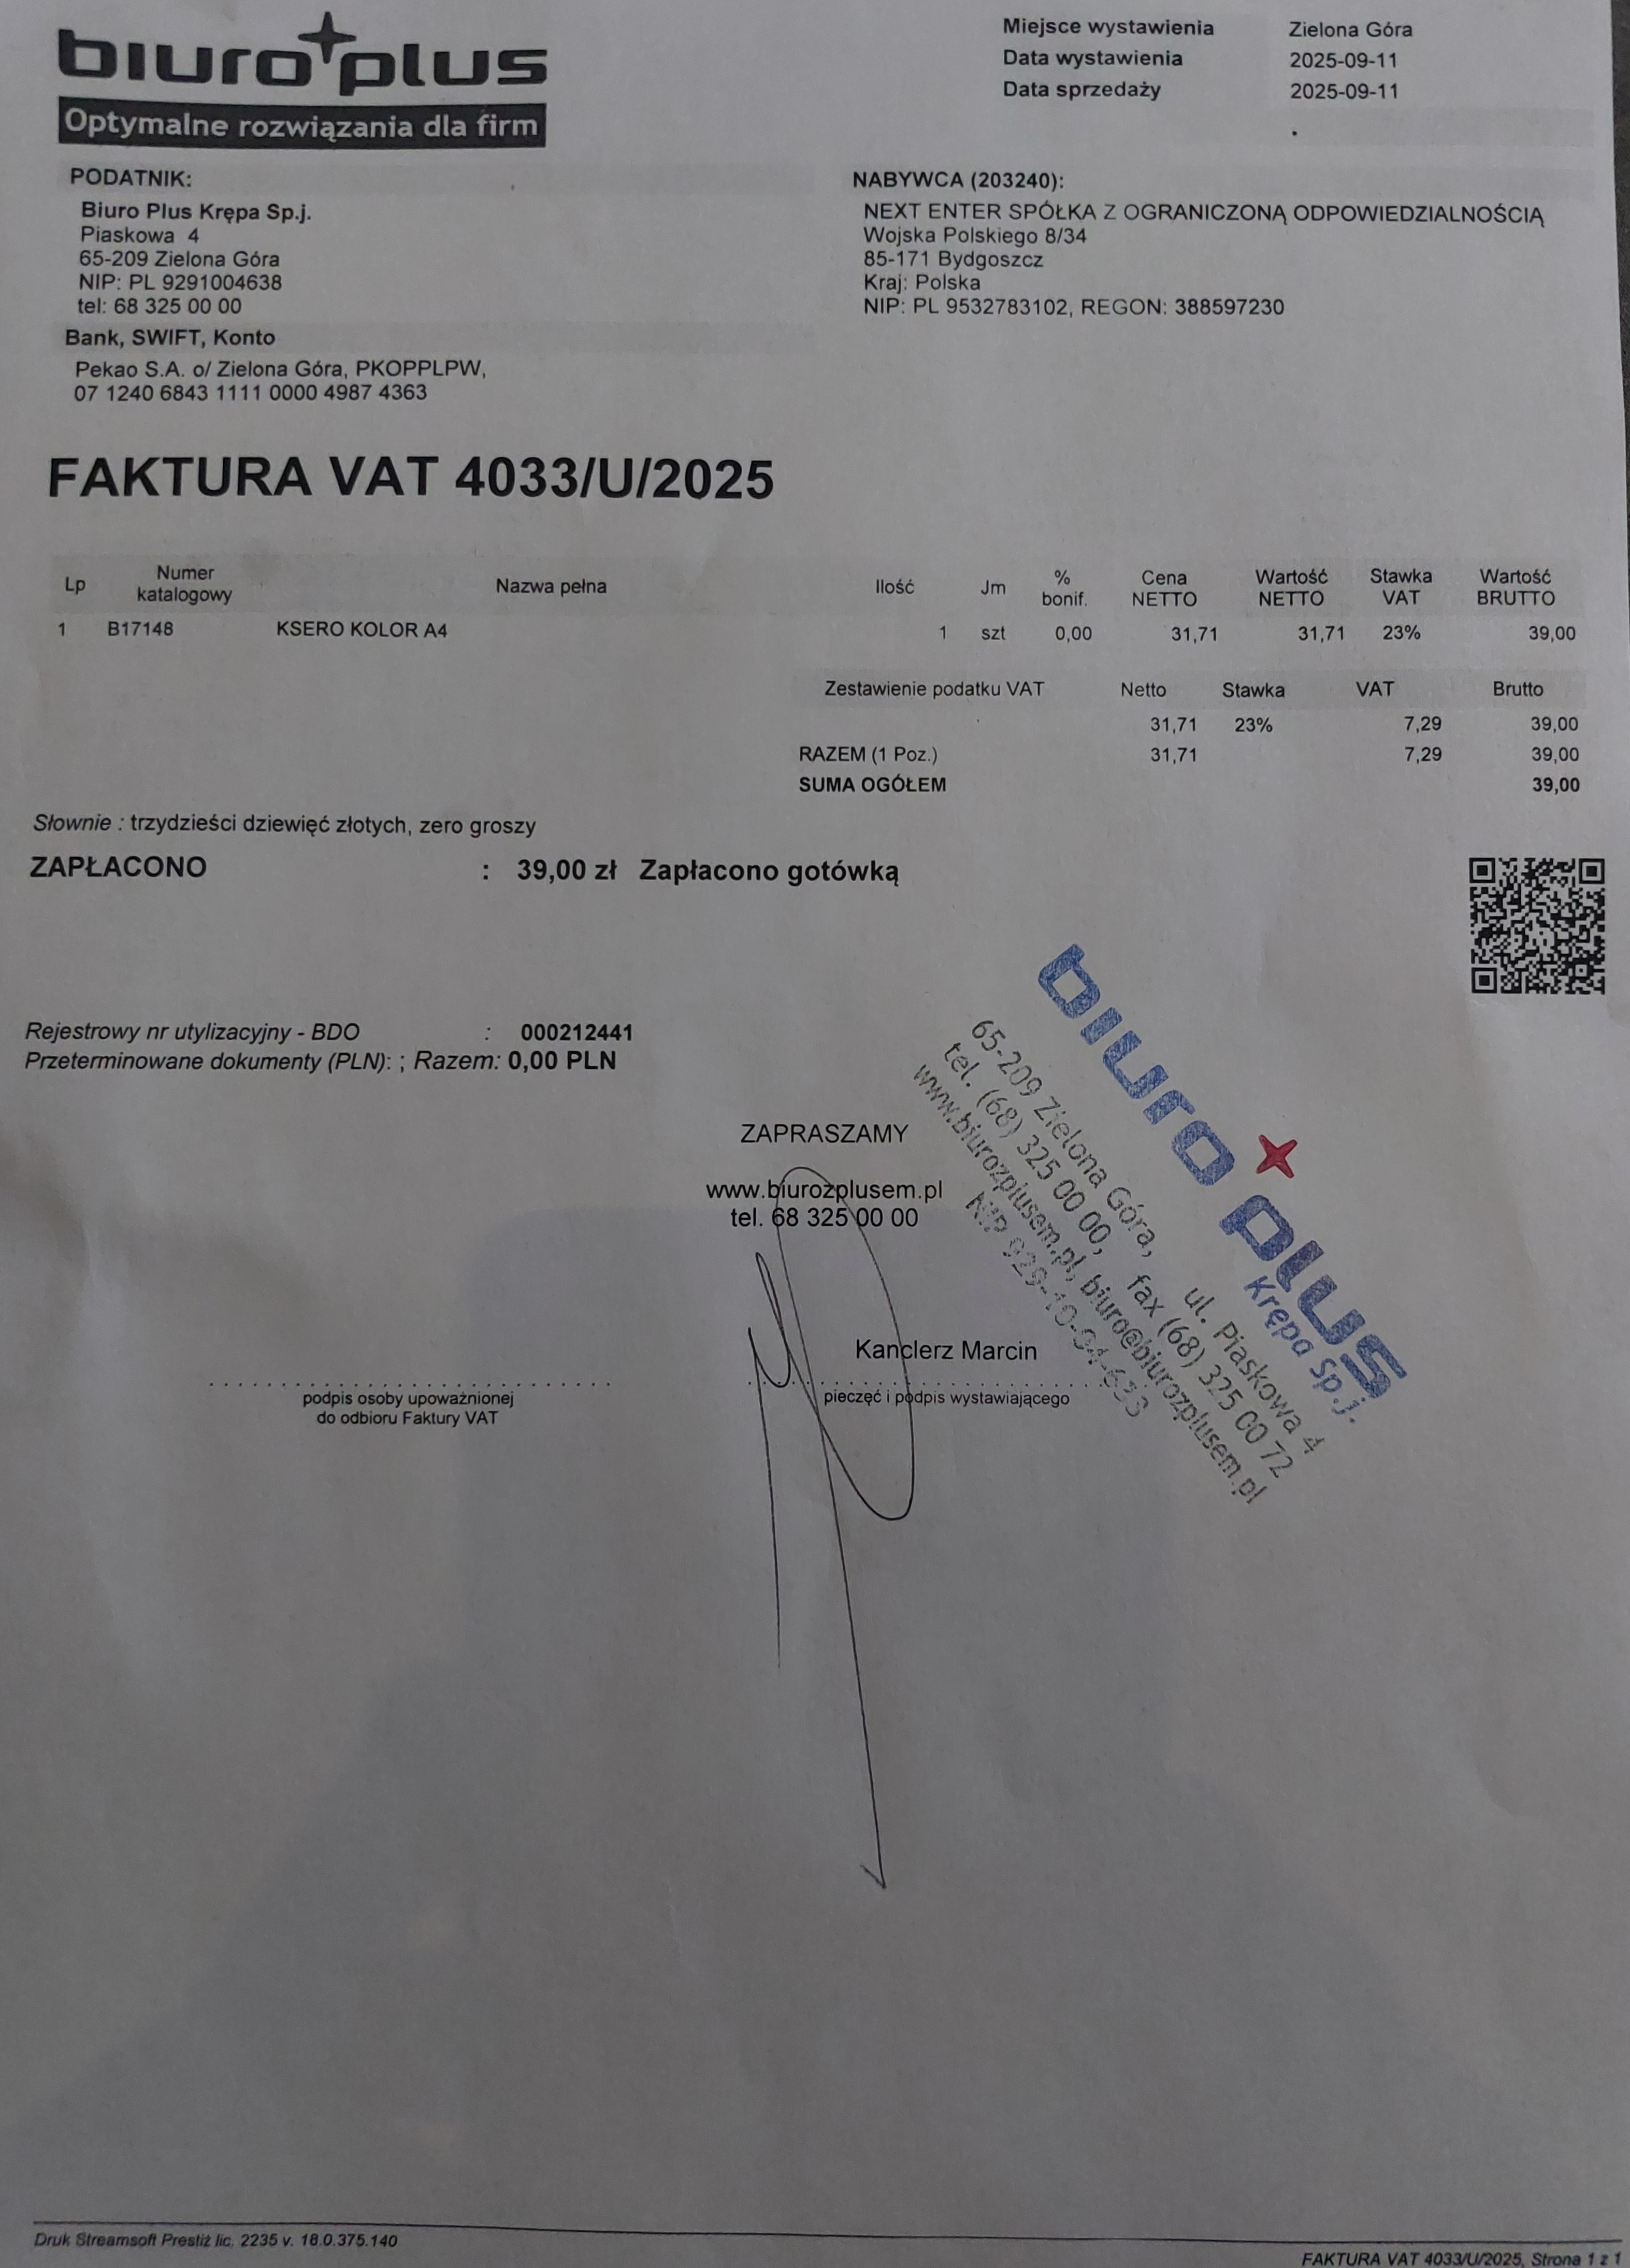 biuro plus
Optymalne rozwiązania dla firm
Miejsce wystawienia Zielona Góra
Data wystawienia 2025-09-11
Data sprzedaży 2025-09-11
PODATNIK:
Biuro Plus Krępa Sp.j.
Piaskowa 4
65-209 Zielona Góra
NIP: PL 9291004638
tel: 68 325 00 00
Bank, SWIFT, Konto
Pekao S.A. o/ Zielona Góra, PKOPPLPW,
07 1240 6843 1111 0000 4987 4363
NABYWCA (203240):
NEXT ENTER SPÓŁKA Z OGRANICZONĄ ODPOWIEDZIALNOŚCIĄ
Wojska Polskiego 8/34
85-171 Bydgoszcz
Kraj: Polska
NIP: PL 9532783102, REGON: 388597230
FAKTURA VAT 4033/U/2025
Lp Numer katalogowy Nazwa pełna Ilość Jm % bonif. Cena NETTO Wartość NETTO Stawka VAT Wartość BRUTTO
1 B17148 KSERO KOLOR A4 1 szt 0,00 31,71 31,71 23% 39,00
Zestawienie podatku VAT Netto Stawka VAT Brutto
31,71 23% 7,29 39,00
RAZEM (1 Poz.) 31,71 7,29 39,00
SUMA OGÓŁEM 39,00
Słownie : trzydzieści dziewięć złotych, zero groszy
ZAPŁACONO : 39,00 zł Zapłacono gotówką
Rejestrowy nr utylizacyjny - BDO : 000212441
Przeterminowane dokumenty (PLN): ; Razem: 0,00 PLN
ZAPRASZAMY
www.biurozplusem.pl
tel. 68 325 00 00
Kanclerz Marcin
podpis osoby upoważnionej
do odbioru Faktury VAT
pieczęć i podpis wystawiającego
biuro plus
Krępa Sp.j.
65-209 Zielona Góra, ul. Piaskowa 4
tel. (68) 325 00 00, fax (68) 325 00 72
www.biurozplusem.pl, biuro@biurozplusem.pl
Druk Streamsoft Prestiż lic. 2235 v. 18.0.375.140
FAKTURA VAT 4033/U/2025, Strona 1 z 1